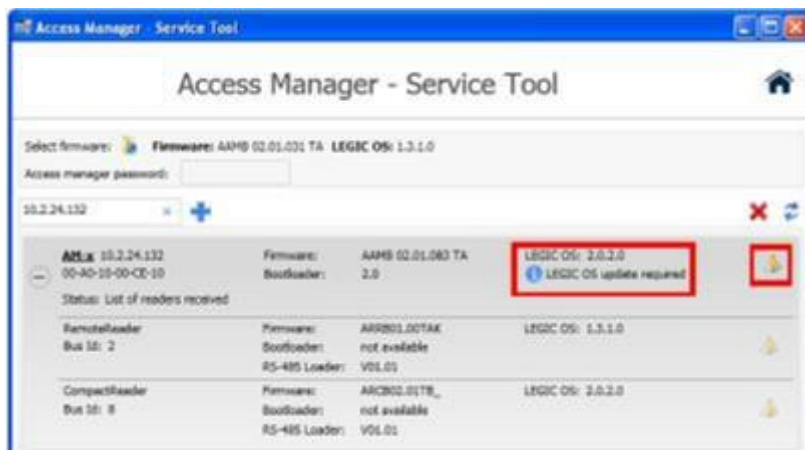 Access Manager - Service Tool
Access Manager - Service Tool
Select firmware: Firmware: AAMB 02.01.031 TA LEGIC OS: 1.3.1.0
Access manager password:
10.2.24.132
AM-x 10.2.24.132 Firmware: AAMB 02.01.083 TA LEGIC OS: 2.0.2.0
00-A0-10-00-CE-10 Bootloader: 2.0 LEGIC OS update required
Status: List of readers received
RemoteReader Firmware: ARRB01.00TAK LEGIC OS: 1.3.1.0
Bus Id: 2 Bootloader: not available
RS-485 Loader: V01.01
CompactReader Firmware: ARCB02.01TB_ LEGIC OS: 2.0.2.0
Bus Id: 8 Bootloader: not available
RS-485 Loader: V01.01